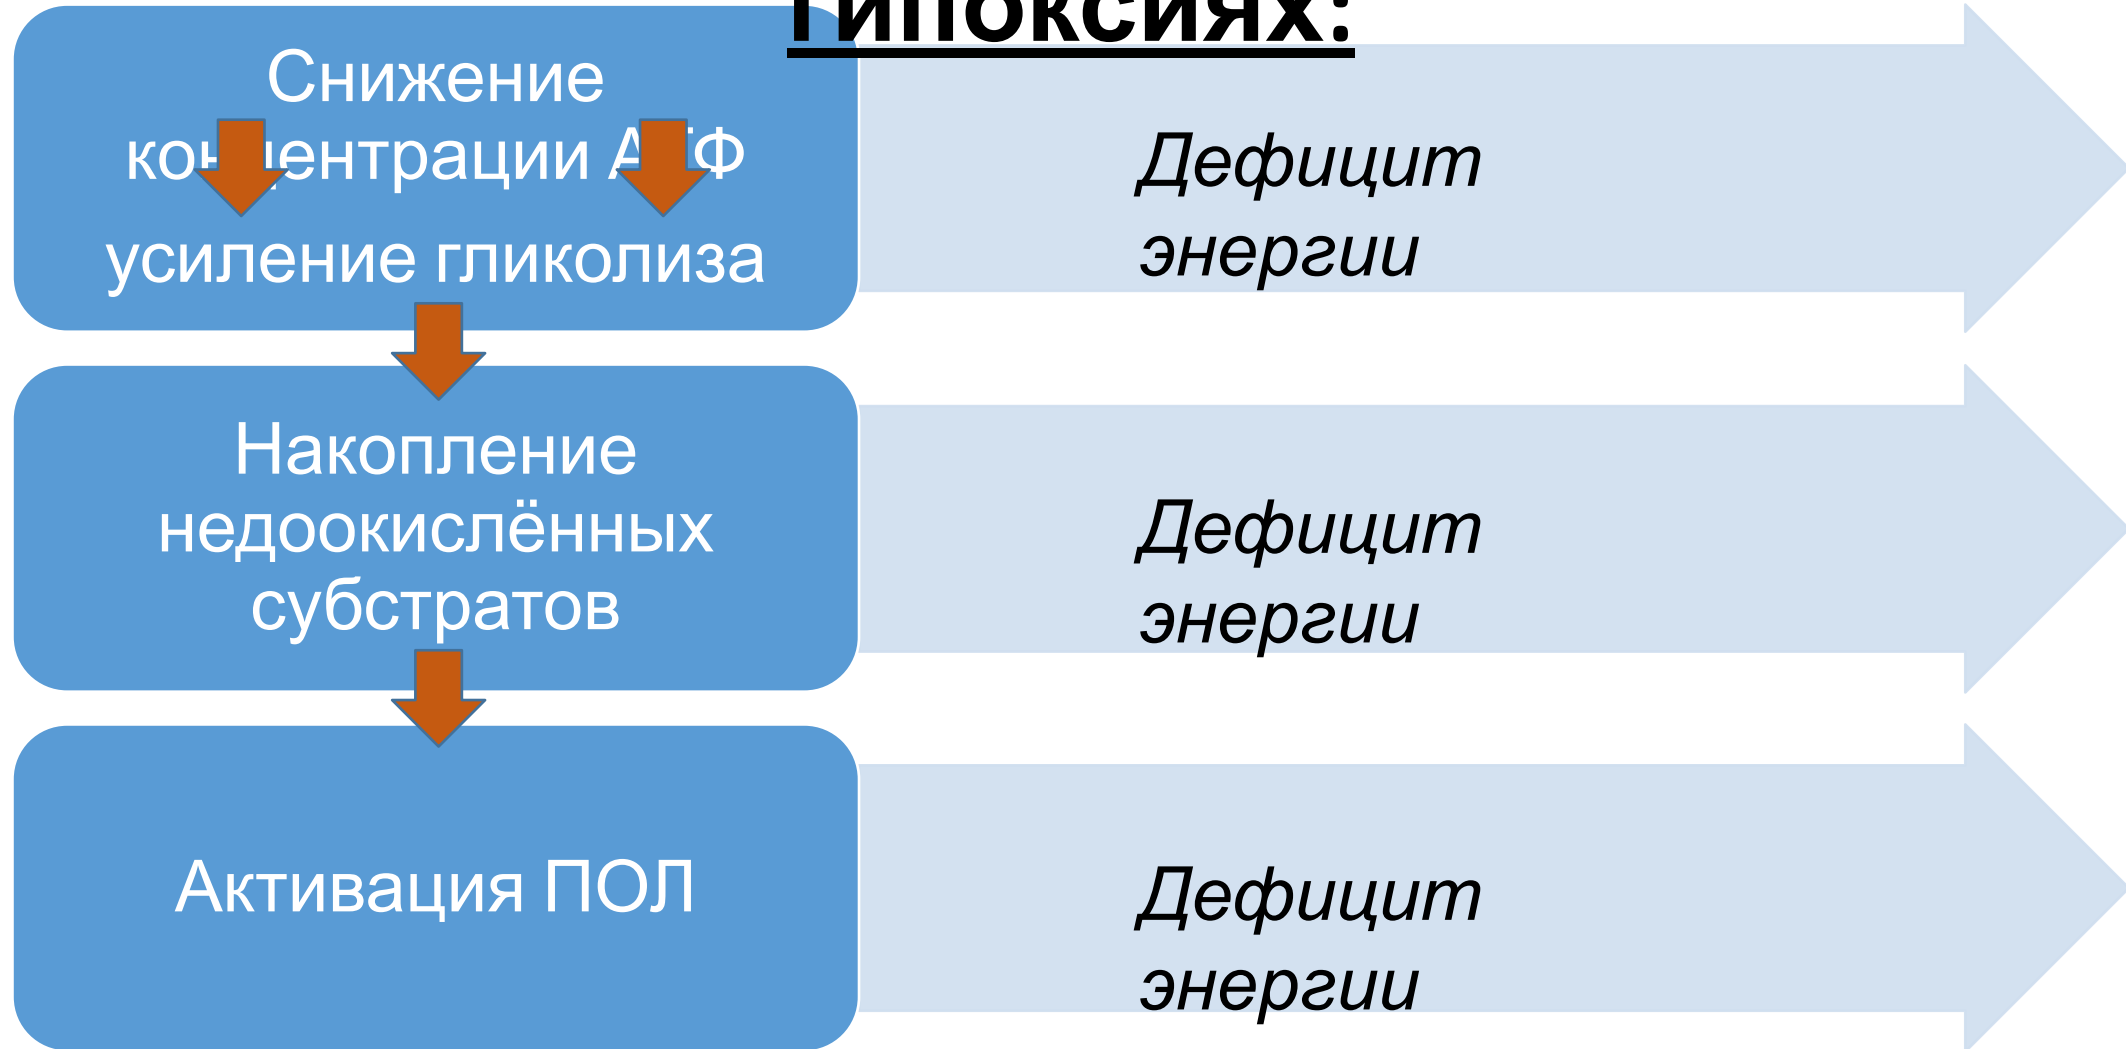 гипоксиях:
Снижение
концентрации АТФ
усиление гликолиза
Дефицит
энергии
Накопление
недоокислённых
субстратов
Дефицит
энергии
Активация ПОЛ
Дефицит
энергии